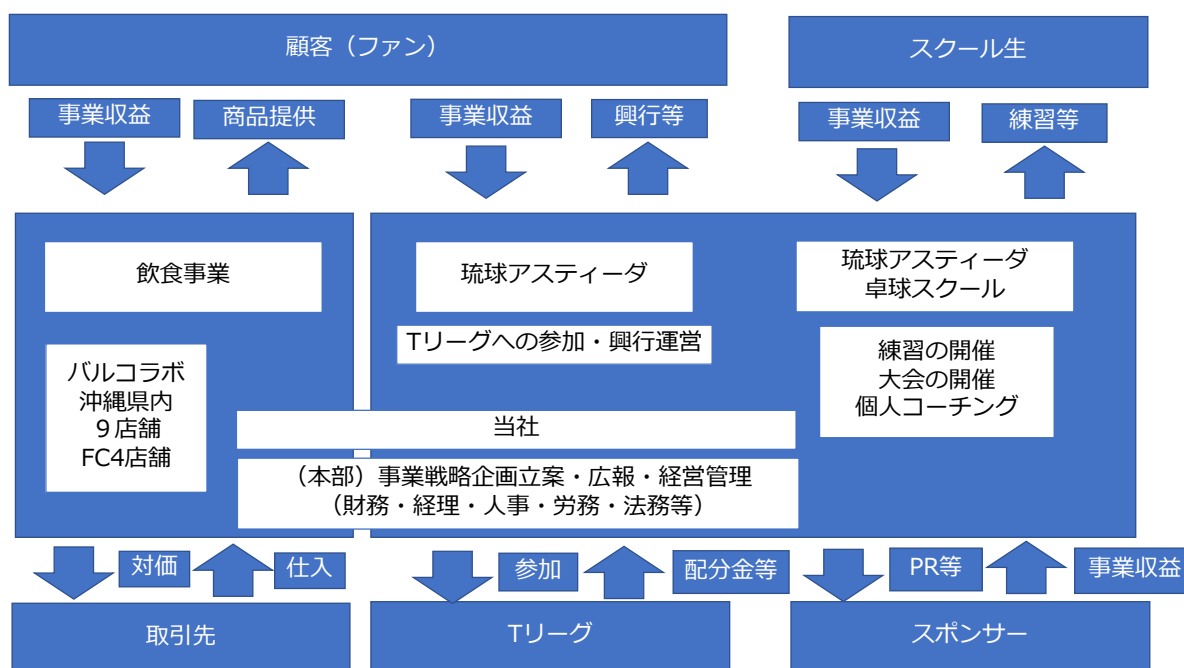 顧客（ファン）
スクール生
事業収益
商品提供
事業収益
興行等
事業収益
練習等
飲食事業
琉球アスティーダ
琉球アスティーダ
卓球スクール
Tリーグへの参加・興行運営
バルコラボ
沖縄県内
９店舗
FC4店舗
練習の開催
大会の開催
個人コーチング
当社
（本部）事業戦略企画立案・広報・経営管理
（財務・経理・人事・労務・法務等）
対価
仕入
参加
配分金等
PR等
事業収益
取引先
Tリーグ
スポンサー